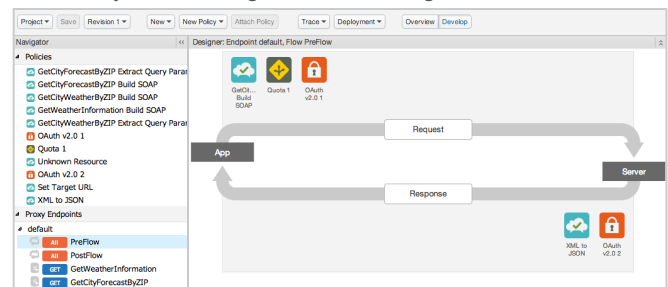 Project Save Revision 1 New New Policy Attach Policy Trace Deployment Overview Develop
Navigator
Designer: Endpoint default, Flow PreFlow
Policies
GetCityForecastByZIP Extract Query Parar
GetCityForecastByZIP Build SOAP
GetCityWeatherByZIP Build SOAP
GetWeatherInformation Build SOAP
GetCityWeatherByZIP Extract Query Parar
OAuth v2.0 1
Quota 1
Unknown Resource
OAuth v2.0 2
Set Target URL
XML to JSON
Proxy Endpoints
default
All PreFlow
All PostFlow
GET GetWeatherInformation
GET GetCityForecastByZIP
GetCit...
Build
SOAP
Quota 1
OAuth
v2.0 1
Request
App
Server
Response
XML to
JSON
OAuth
v2.0 2